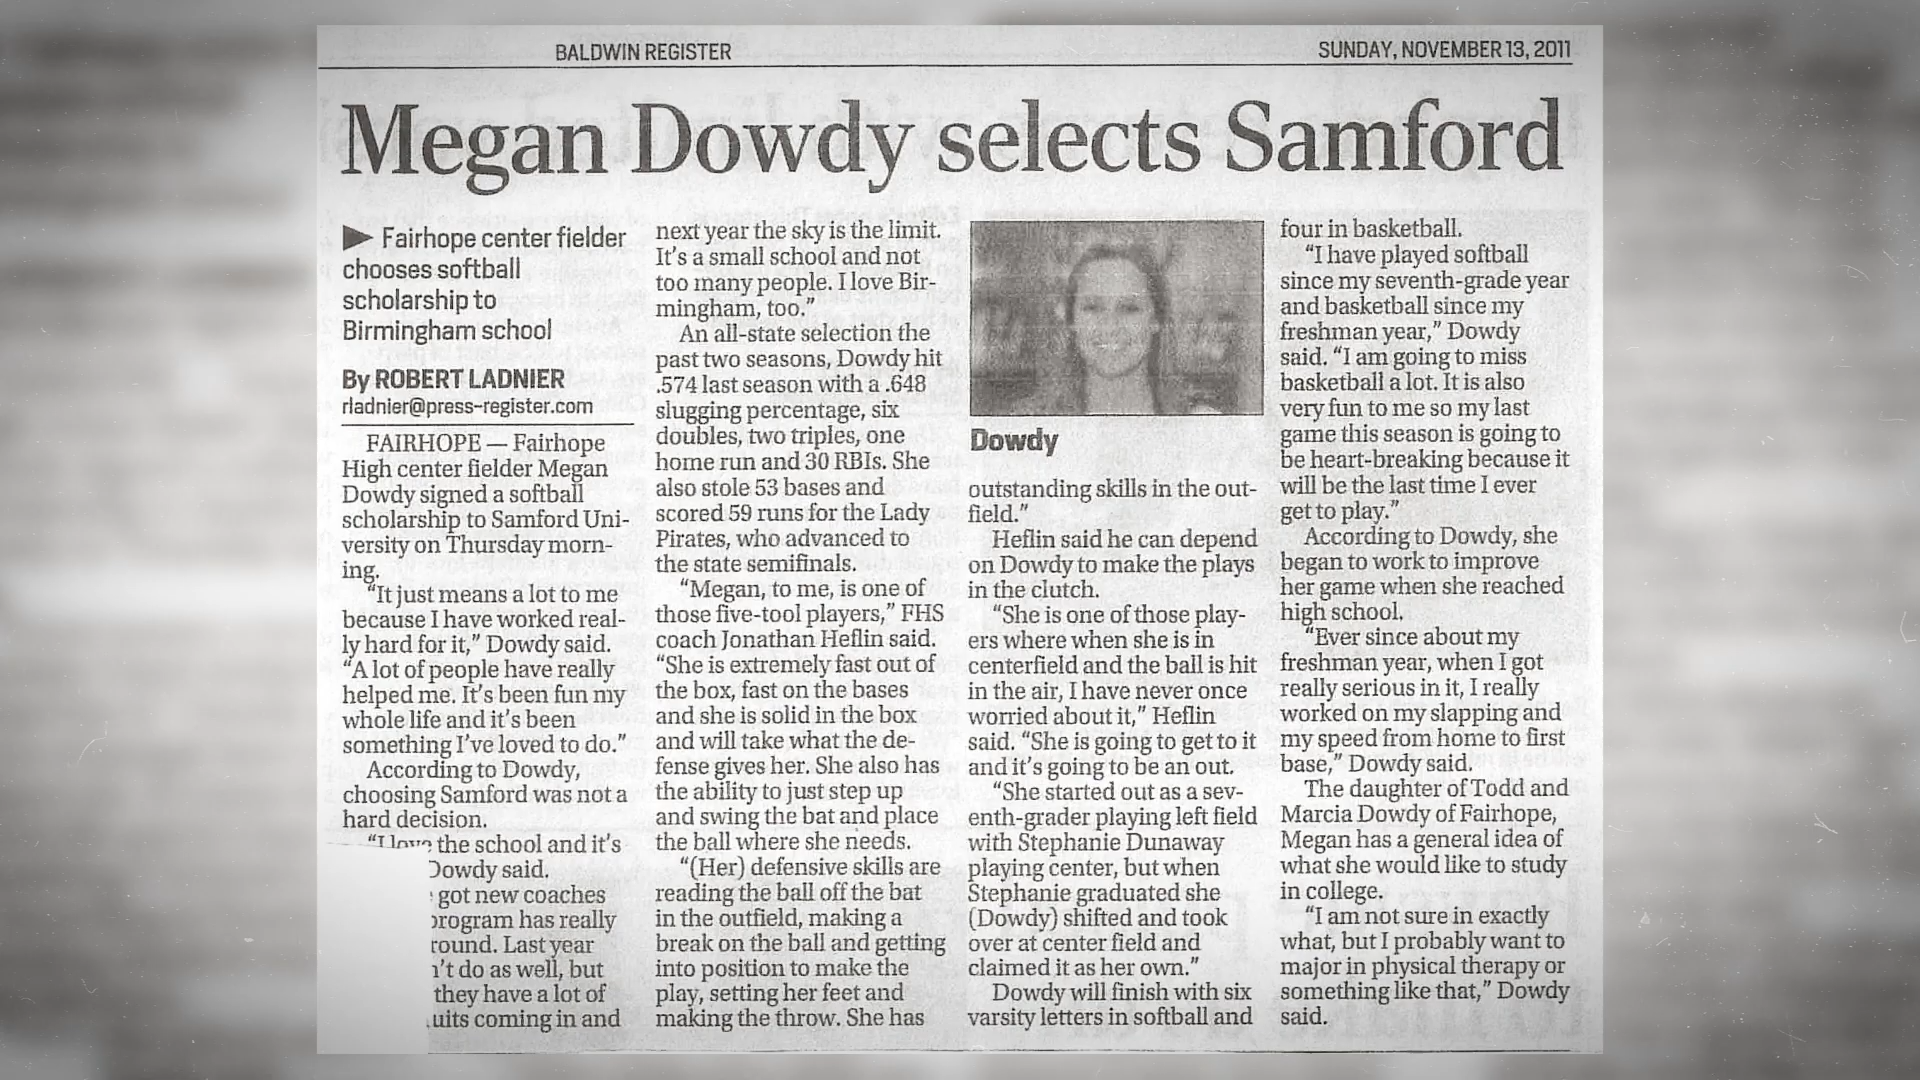 BALDWIN REGISTER
SUNDAY, NOVEMBER 13, 2011
Megan Dowdy selects Samford
▶ Fairhope center fielder
chooses softball
scholarship to
Birmingham school
By ROBERT LADNIER
rladnier@press-register.com
FAIRHOPE — Fairhope
High center fielder Megan
Dowdy signed a softball
scholarship to Samford Uni-
versity on Thursday morn-
ing.
“It just means a lot to me
because I have worked real-
ly hard for it,” Dowdy said.
“A lot of people have really
helped me. It’s been fun my
whole life and it’s been
something I’ve loved to do.”
According to Dowdy,
choosing Samford was not a
hard decision.
“I love the school and it’s
Dowdy said.
got new coaches
program has really
round. Last year
n’t do as well, but
they have a lot of
uits coming in and
next year the sky is the limit.
It’s a small school and not
too many people. I love Bir-
mingham, too.”
An all-state selection the
past two seasons, Dowdy hit
.574 last season with a .648
slugging percentage, six
doubles, two triples, one
home run and 30 RBIs. She
also stole 53 bases and
scored 59 runs for the Lady
Pirates, who advanced to
the state semifinals.
“Megan, to me, is one of
those five-tool players,” FHS
coach Jonathan Heflin said.
“She is extremely fast out of
the box, fast on the bases
and she is solid in the box
and will take what the de-
fense gives her. She also has
the ability to just step up
and swing the bat and place
the ball where she needs.
“(Her) defensive skills are
reading the ball off the bat
in the outfield, making a
break on the ball and getting
into position to make the
play, setting her feet and
making the throw. She has
Dowdy
outstanding skills in the out-
field.”
Heflin said he can depend
on Dowdy to make the plays
in the clutch.
“She is one of those play-
ers where when she is in
centerfield and the ball is hit
in the air, I have never once
worried about it,” Heflin
said. “She is going to get to it
and it’s going to be an out.
“She started out as a sev-
enth-grader playing left field
with Stephanie Dunaway
playing center, but when
Stephanie graduated she
(Dowdy) shifted and took
over at center field and
claimed it as her own.”
Dowdy will finish with six
varsity letters in softball and
four in basketball.
“I have played softball
since my seventh-grade year
and basketball since my
freshman year,” Dowdy
said. “I am going to miss
basketball a lot. It is also
very fun to me so my last
game this season is going to
be heart-breaking because it
will be the last time I ever
get to play.”
According to Dowdy, she
began to work to improve
her game when she reached
high school.
“Ever since about my
freshman year, when I got
really serious in it, I really
worked on my slapping and
my speed from home to first
base,” Dowdy said.
The daughter of Todd and
Marcia Dowdy of Fairhope,
Megan has a general idea of
what she would like to study
in college.
“I am not sure in exactly
what, but I probably want to
major in physical therapy or
something like that,” Dowdy
said.